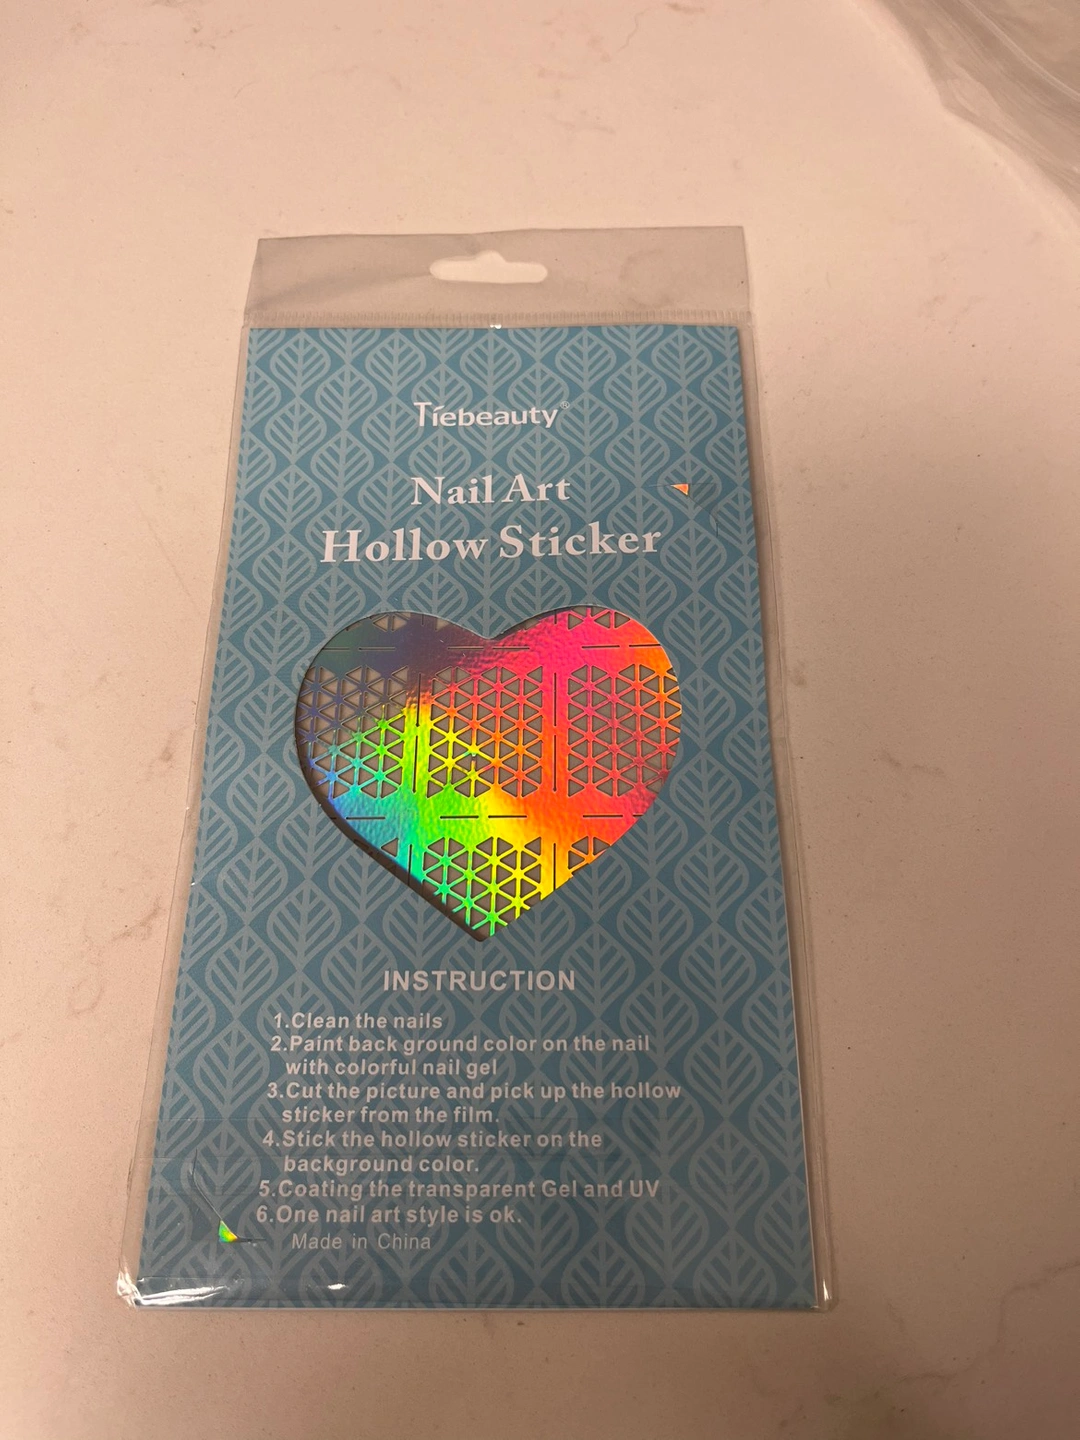 Tiebeauty®
Nail Art
Hollow Sticker
INSTRUCTION
1.Clean the nails
2.Paint back ground color on the nail
with colorful nail gel
3.Cut the picture and pick up the hollow
sticker from the film.
4.Stick the hollow sticker on the
background color.
5.Coating the transparent Gel and UV
6.One nail art style is ok.
Made in China